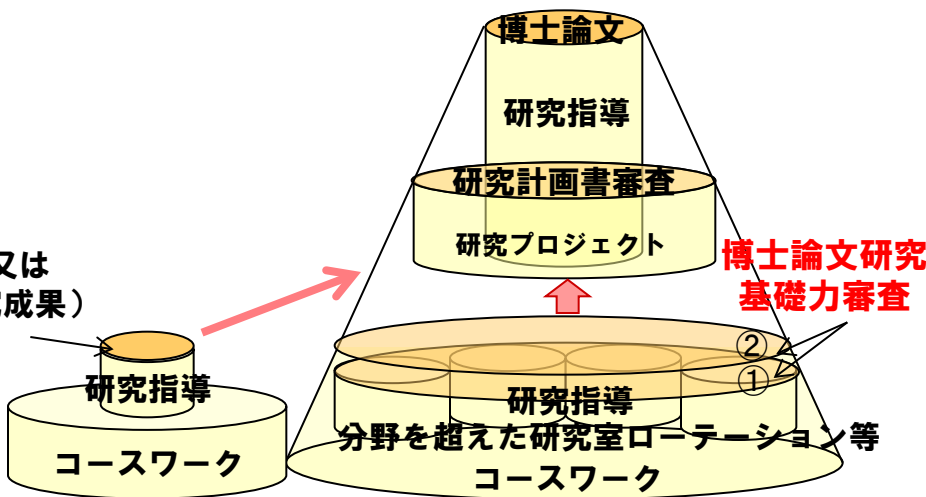 博士論文
研究指導
研究計画書審査
研究プロジェクト
博士論文研究
基礎力審査
又は
成果）
②
①
研究指導
コースワーク
研究指導
分野を超えた研究室ローテーション等
コースワーク